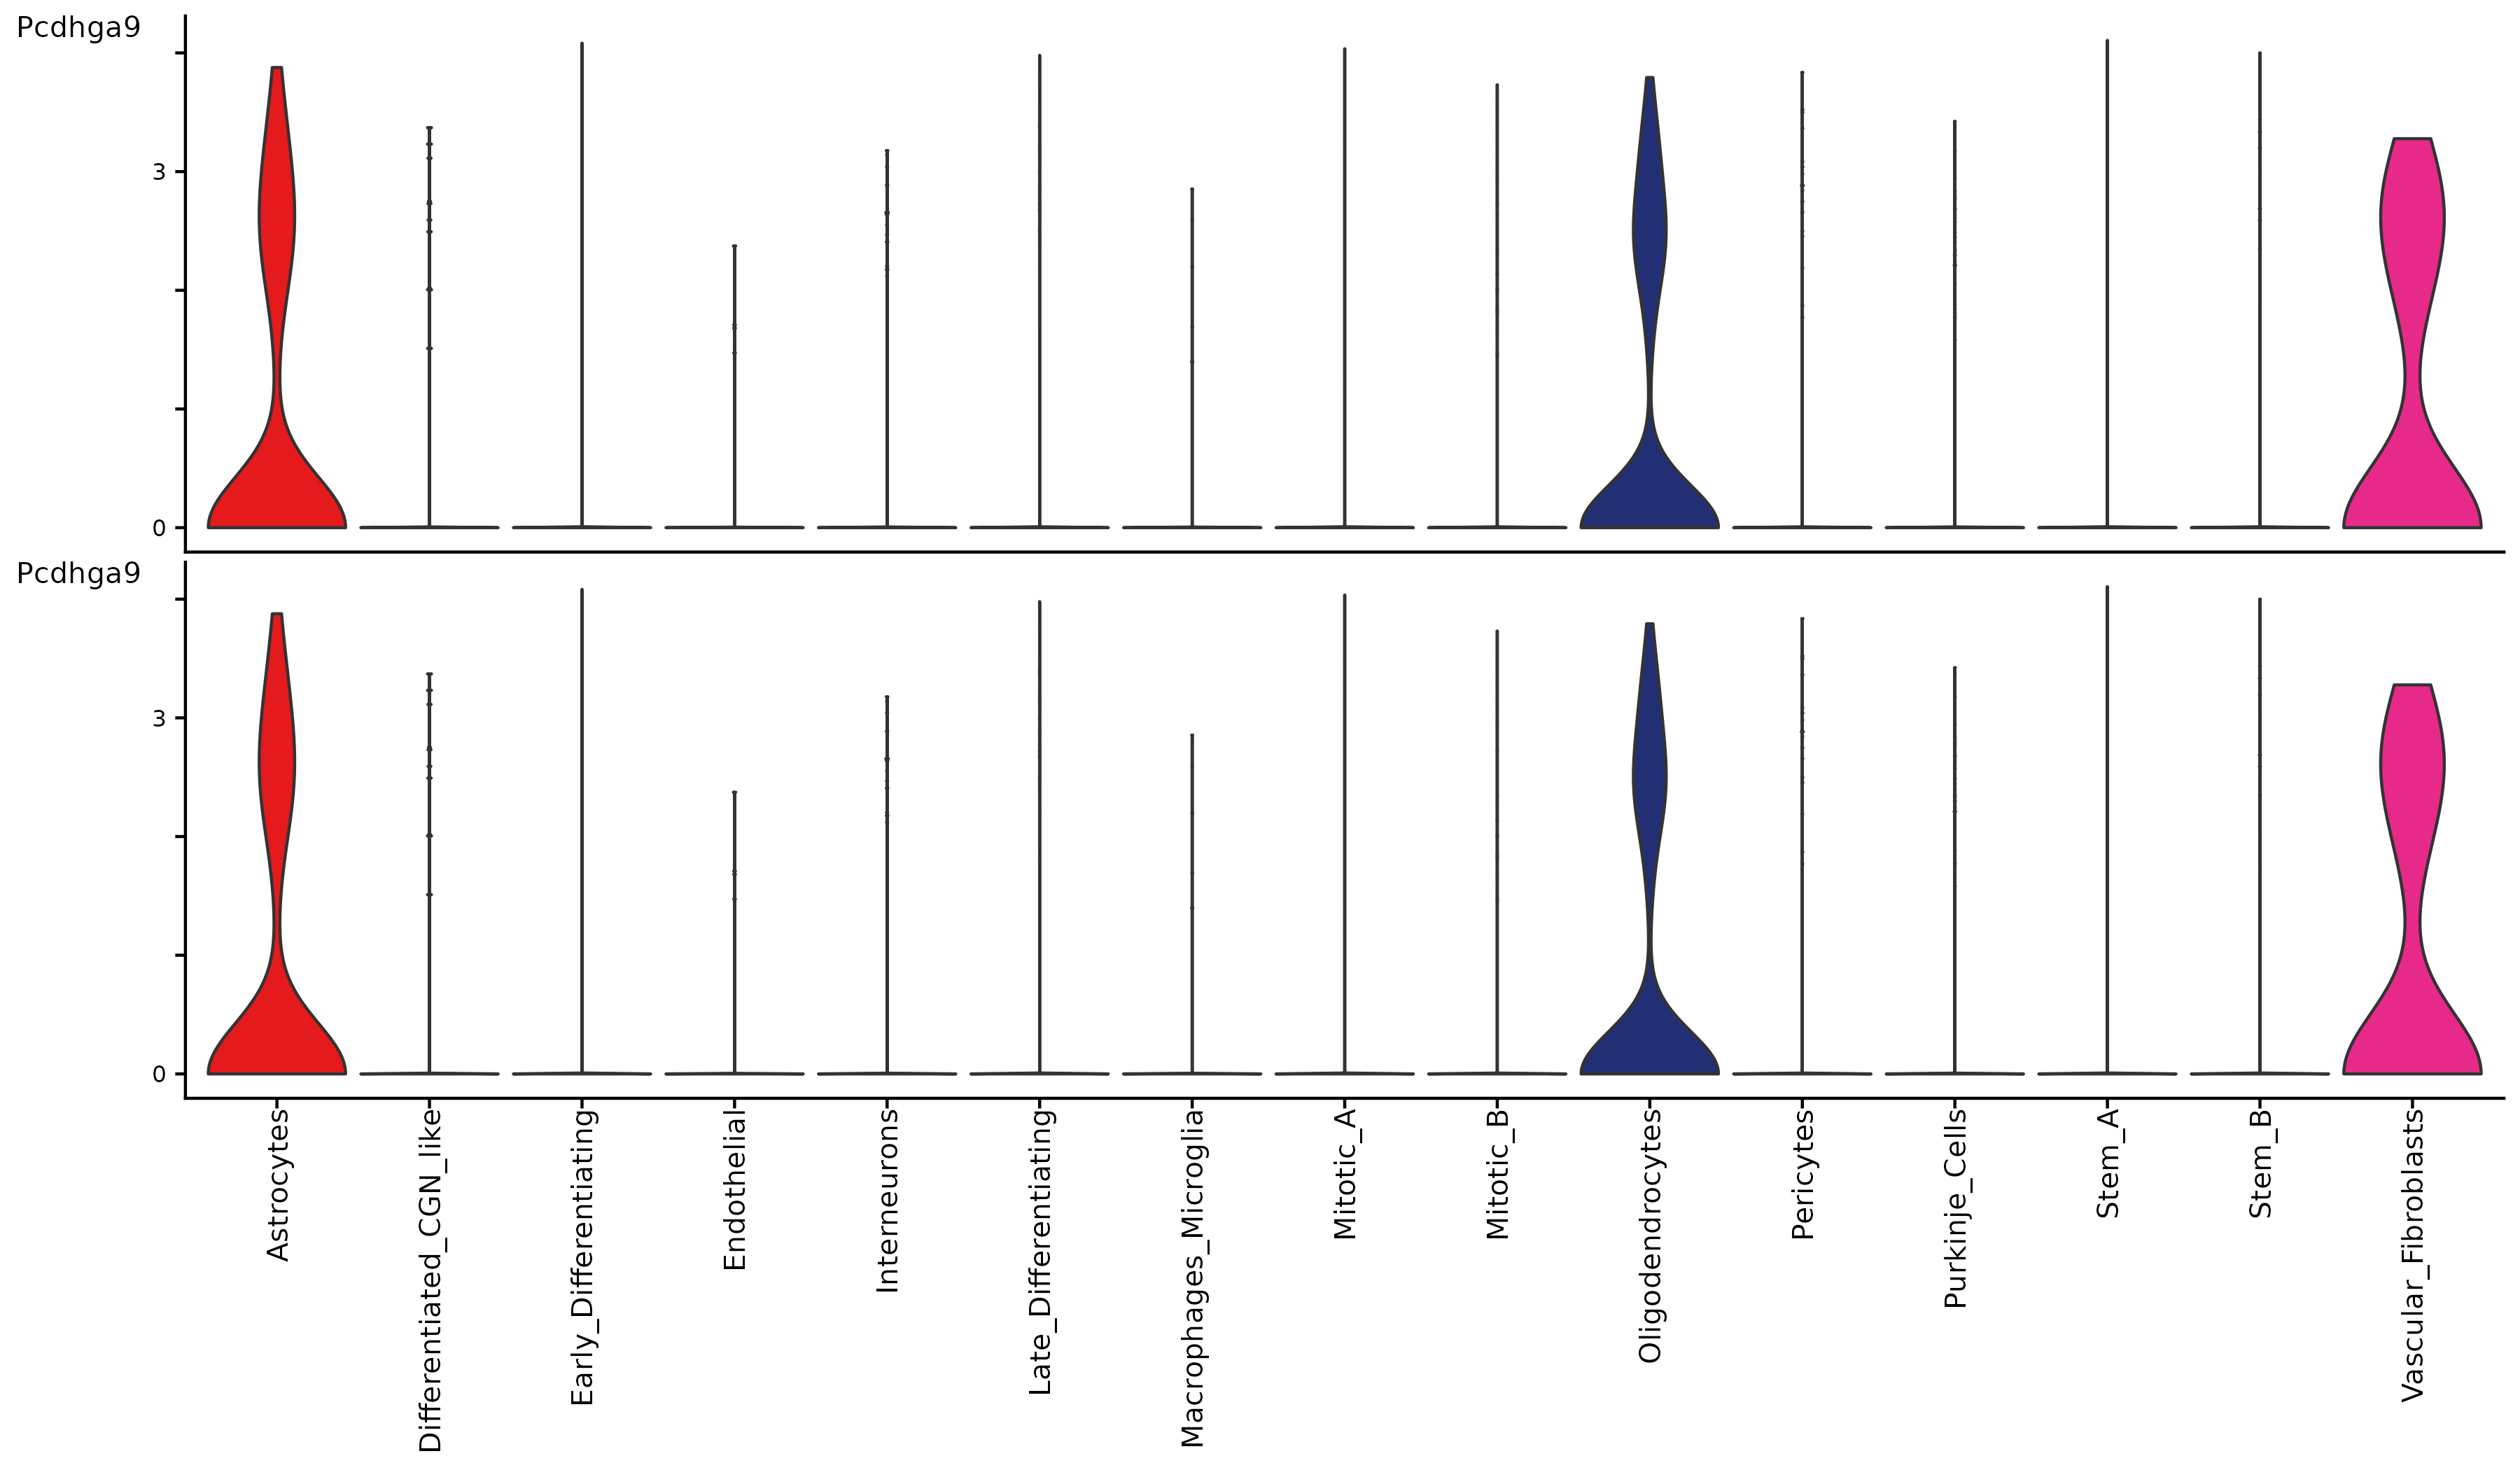 Pcdhga9
3
0
Pcdhga9
3
0
Astrocytes
Differentiated_CGN_like
Early_Differentiating
Endothelial
Interneurons
Late_Differentiating
Macrophages_Microglia
Mitotic_A
Mitotic_B
Oligodendrocytes
Pericytes
Purkinje_Cells
Stem_A
Stem_B
Vascular_Fibroblasts